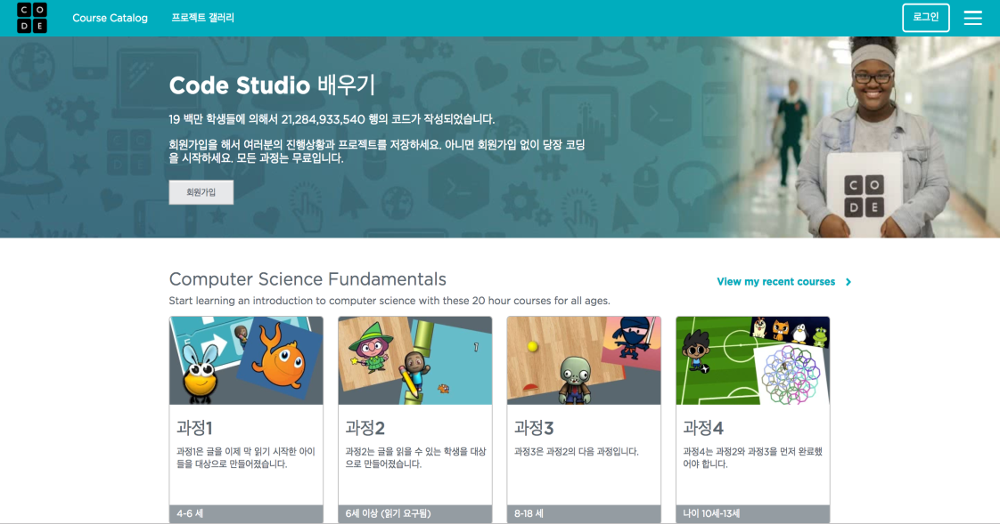 C O
D E
Course Catalog
프로젝트 갤러리
로그인
Code Studio 배우기
19 백만 학생들에 의해서 21,284,933,540 행의 코드가 작성되었습니다.
회원가입을 해서 여러분의 진행상황과 프로젝트를 저장하세요. 아니면 회원가입 없이 당장 코딩
을 시작하세요. 모든 과정는 무료입니다.
회원가입
C O
D E
Computer Science Fundamentals
View my recent courses
Start learning an introduction to computer science with these 20 hour courses for all ages.
과정1
과정1은 글을 이제 막 읽기 시작한 아이
들을 대상으로 만들어졌습니다.
4-6 세
과정2
과정2는 글을 읽을 수 있는 학생을 대상
으로 만들어졌습니다.
6세 이상 (읽기 요구됨)
과정3
과정3은 과정2의 다음 과정입니다.
8-18 세
과정4
과정4는 과정2와 과정3을 먼저 완료했
어야 합니다.
나이 10세-13세